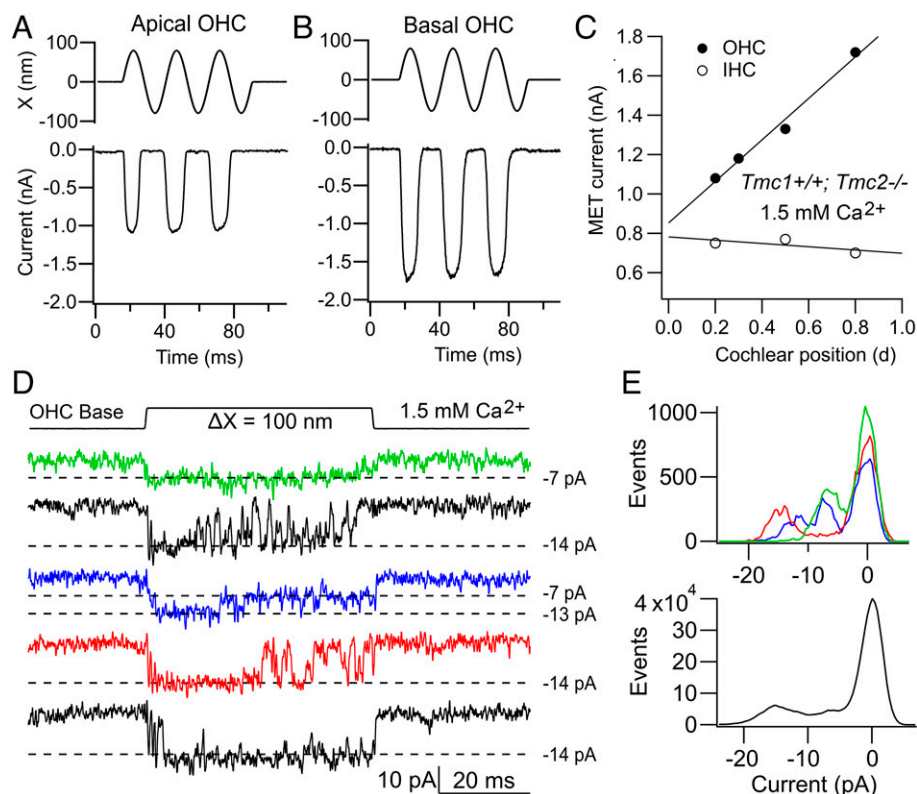 A
Apical OHC
100
0
-100
X (nm)
0.0
-0.5
-1.0
-1.5
-2.0
Current (nA)
0
40
80
Time (ms)
B
Basal OHC
100
0
-100
0.0
-0.5
-1.0
-1.5
-2.0
0
40
80
Time (ms)
C
1.8
1.6
1.4
1.2
1.0
0.8
0.6
MET current (nA)
OHC
IHC
Tmc1+/+; Tmc2-/-
1.5 mM Ca2+
0.0 0.2 0.4 0.6 0.8 1.0
Cochlear position (d)
D
OHC Base
ΔX = 100 nm
1.5 mM Ca2+
-7 pA
-14 pA
-7 pA
-13 pA
-14 pA
-14 pA
10 pA
20 ms
E
1000
500
0
Events
-20 -10 0
4 x10⁴
30
20
10
0
Events
-20 -10 0
Current (pA)